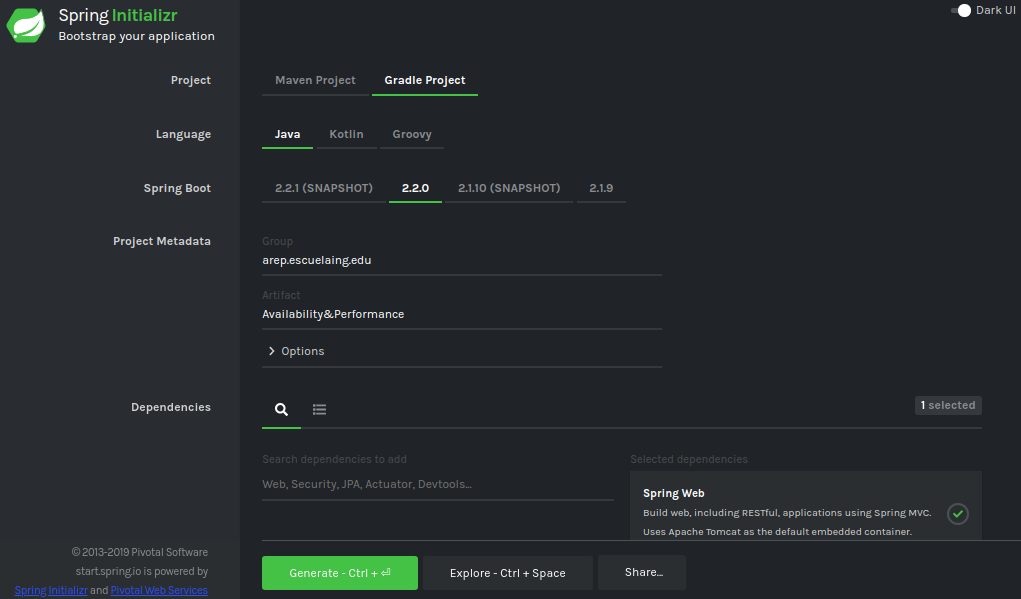 Spring Initializr
Bootstrap your application
Dark UI
Project
Maven Project
Gradle Project
Language
Java
Kotlin
Groovy
Spring Boot
2.2.1 (SNAPSHOT)
2.2.0
2.1.10 (SNAPSHOT)
2.1.9
Project Metadata
Group
arep.escuelaing.edu
Artifact
Availability&Performance
Options
Dependencies
1 selected
Search dependencies to add
Web, Security, JPA, Actuator, Devtools...
Selected dependencies
Spring Web
Build web, including RESTful, applications using Spring MVC.
Uses Apache Tomcat as the default embedded container.
© 2013-2019 Pivotal Software
start.spring.io is powered by
Spring Initializr and Pivotal Web Services
Generate - Ctrl + ⏎
Explore - Ctrl + Space
Share...